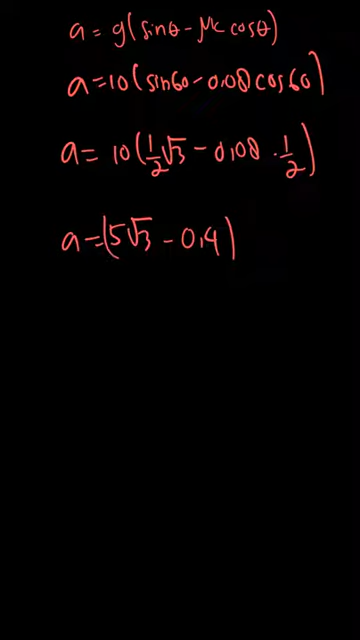 a = g(sinθ - μk cosθ)
a = 10(sin60 - 0,08 cos60)
a = 10(1/2 √3 - 0,08 · 1/2)
a = (5√3 - 0,4)